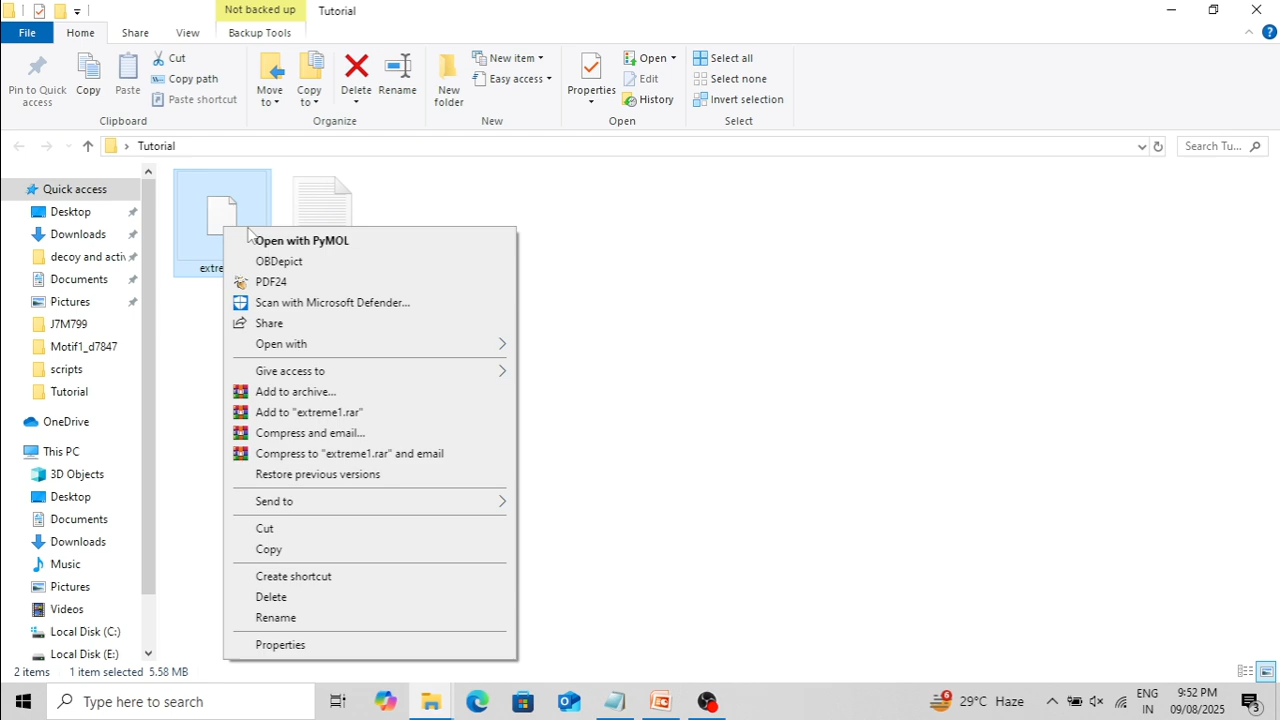 Not backed up
Tutorial
File
Home
Share
View
Backup Tools
Pin to Quick access
Copy
Paste
Cut
Copy path
Paste shortcut
Clipboard
Move to
Copy to
Delete
Rename
Organize
New folder
New item
Easy access
New
Properties
Open
Edit
History
Open
Select all
Select none
Invert selection
Select
Tutorial
Search Tu...
Quick access
Desktop
Downloads
decoy and activ
Documents
Pictures
J7M799
Motif1_d7847
scripts
Tutorial
OneDrive
This PC
3D Objects
Desktop
Documents
Downloads
Music
Pictures
Videos
Local Disk (C:)
Local Disk (E:)
extre
Open with PyMOL
OBDepict
PDF24
Scan with Microsoft Defender...
Share
Open with
Give access to
Add to archive...
Add to "extreme1.rar"
Compress and email...
Compress to "extreme1.rar" and email
Restore previous versions
Send to
Cut
Copy
Create shortcut
Delete
Rename
Properties
2 items
1 item selected 5.58 MB
Type here to search
6
29°C Haze
ENG
IN
9:52 PM
09/08/2025
3